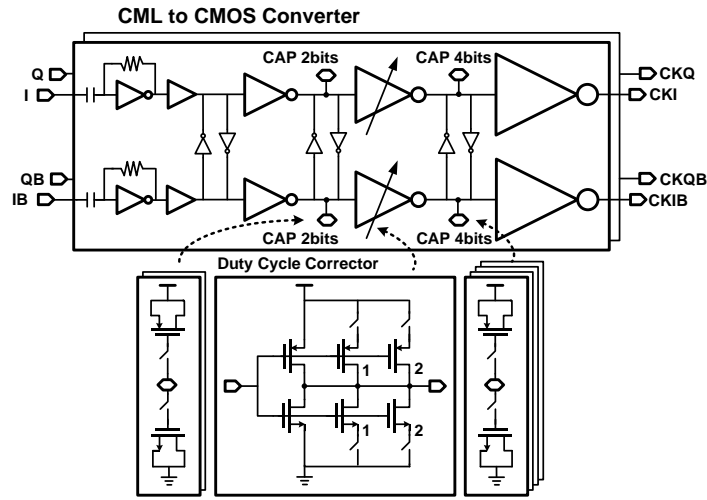 CML to CMOS Converter
CAP 2bits
CAP 4bits
Q
I
CKQ
CKI
QB
IB
CKQB
CKIB
CAP 2bits
CAP 4bits
Duty Cycle Corrector
1
2
1
2